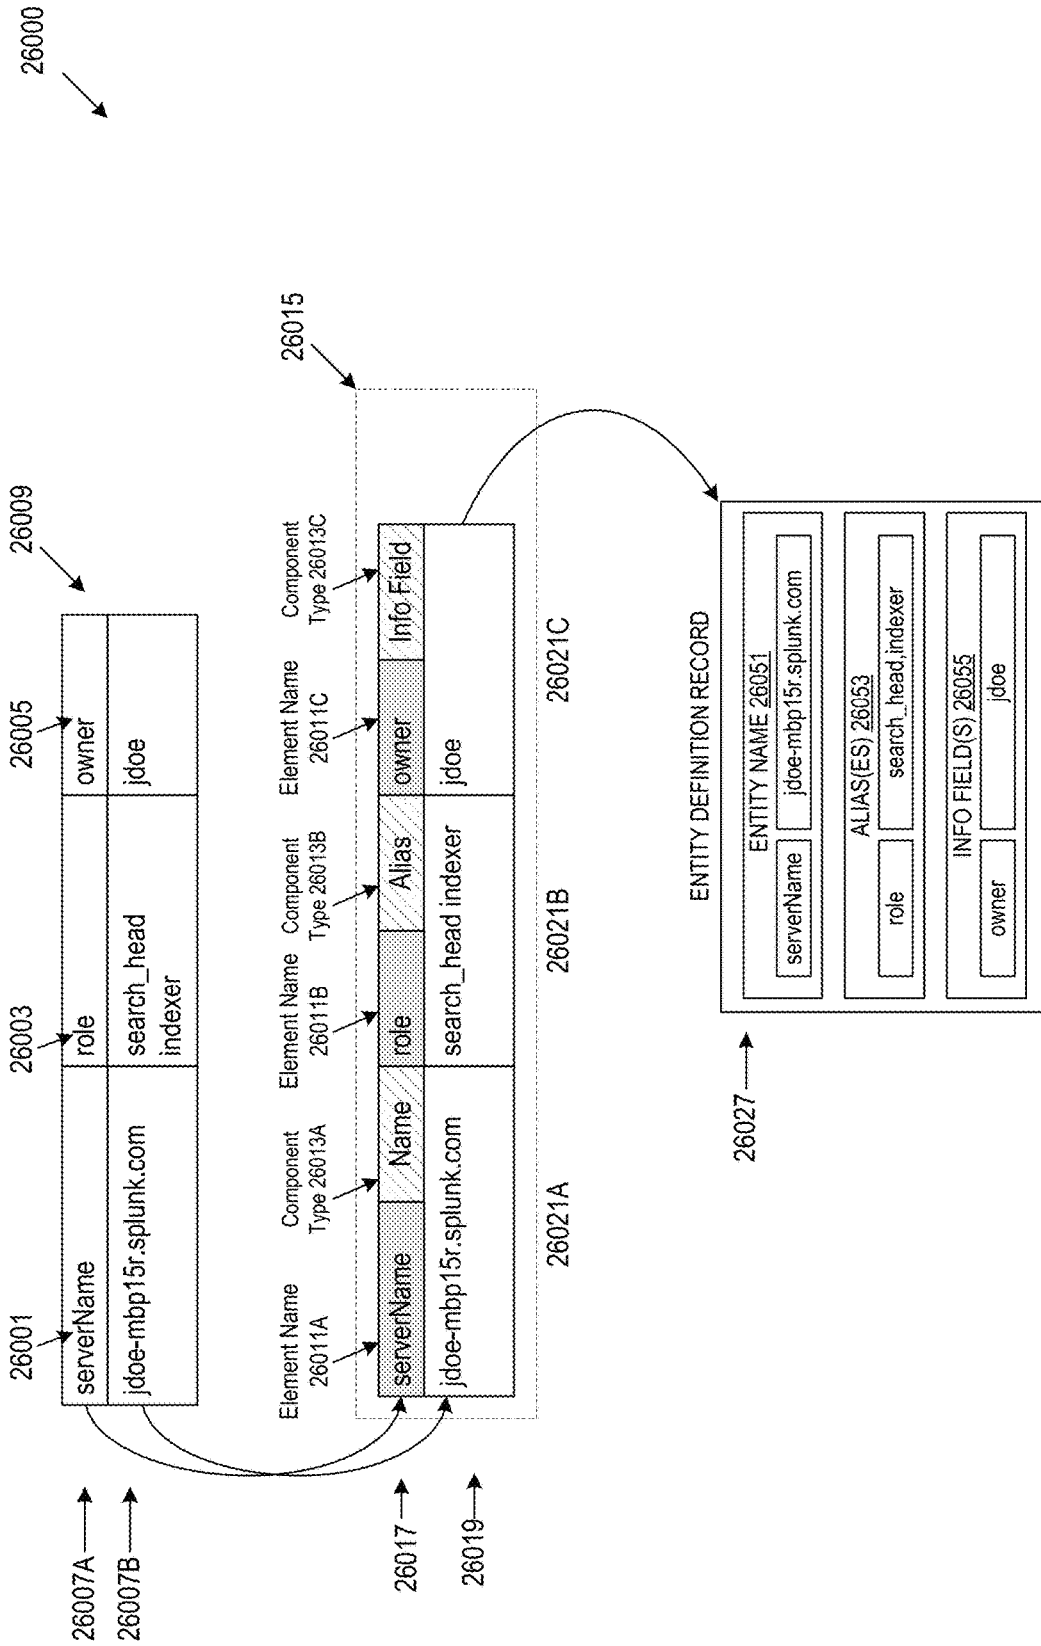 26000
26001
26003
26005
26009
26007A
serverName
role
owner
26007B
jdoe-mbp15r.splunk.com
search_head
indexer
jdoe
26015
Element Name
26011A
Component
Type 26013A
Element Name
26011B
Component
Type 26013B
Element Name
26011C
Component
Type 26013C
26017
serverName
Name
role
Alias
owner
Info Field
26019
jdoe-mbp15r.splunk.com
search_head indexer
jdoe
26021A
26021B
26021C
ENTITY DEFINITION RECORD
26027
ENTITY NAME 26051
serverName
jdoe-mbp15r.splunk.com
ALIAS(ES) 26053
role
search_head,indexer
INFO FIELD(S) 26055
owner
jdoe